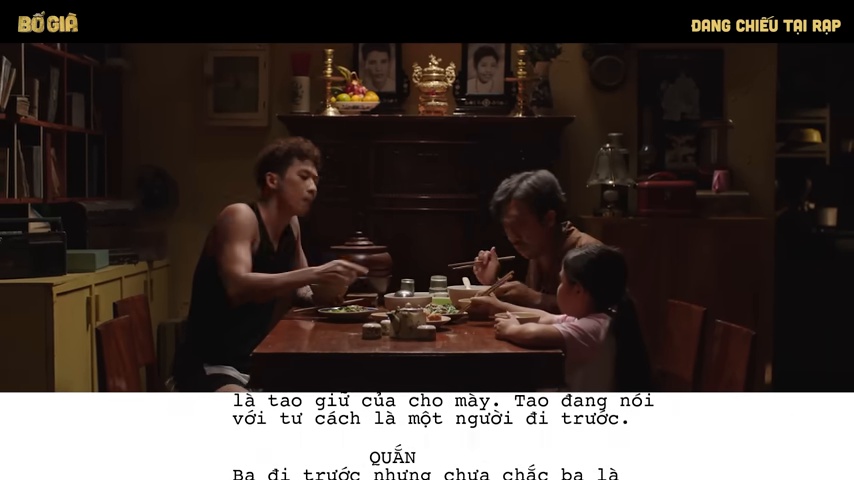 BỐ GIÀ
ĐANG CHIẾU TẠI RẠP
là tao giữ của cho mày. Tao đang nói
với tư cách là một người đi trước.
QUẮN
Ba đi trước nhưng chưa chắc ba là